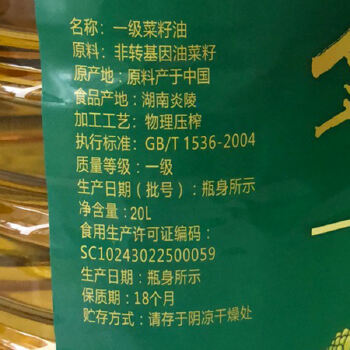 名称：一级菜籽油
原料：非转基因油菜籽
原产地：原料产于中国
食品产地：湖南炎陵
加工工艺：物理压榨
执行标准：GB/T 1536-2004
质量等级：一级
生产日期（批号）：瓶身所示
净含量：20L
食用生产许可证编码：
SC10243022500059
生产日期：瓶身所示
保质期：18个月
贮存方式：请存于阴凉干燥处